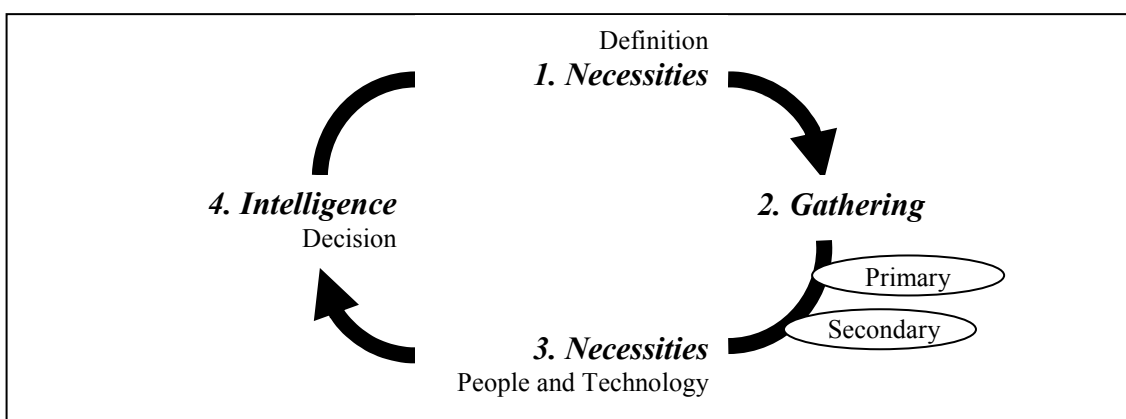 Definition
1. Necessities
2. Gathering
Primary
Secondary
3. Necessities
People and Technology
4. Intelligence
Decision